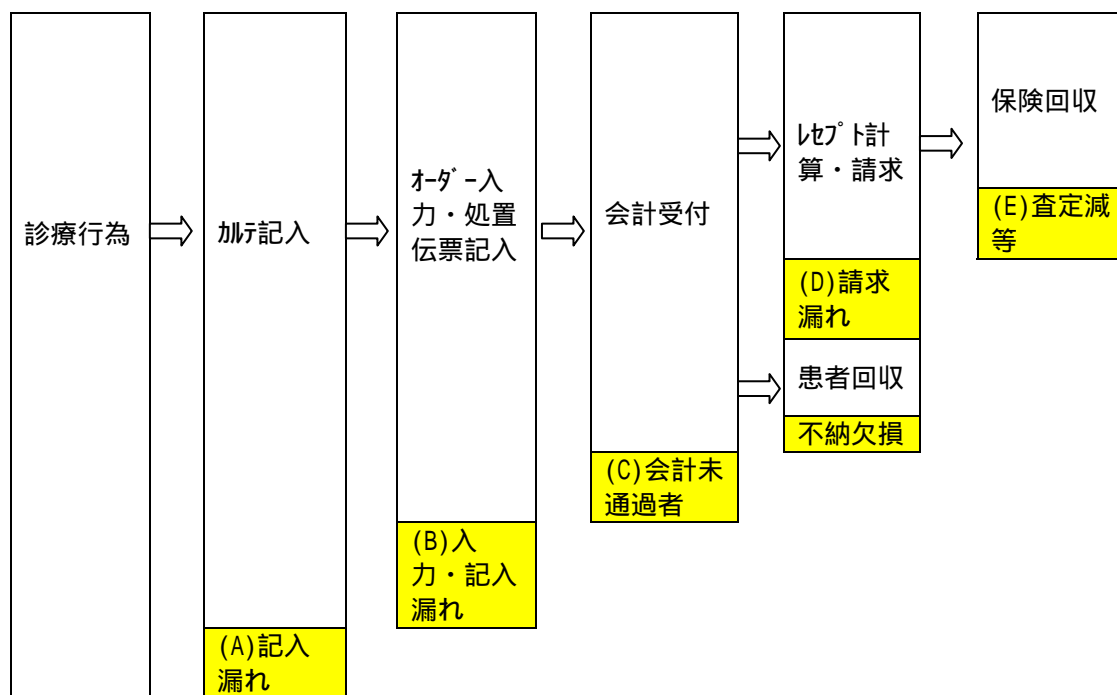 診療行為
ｶﾙﾃ記入
(A)記入
漏れ
ｵｰﾀﾞｰ入
力・処置
伝票記入
(B)入
力・記入
漏れ
会計受付
(C)会計未
通過者
ﾚｾﾌﾟﾄ計
算・請求
(D)請求
漏れ
患者回収
不納欠損
保険回収
(E)査定減
等